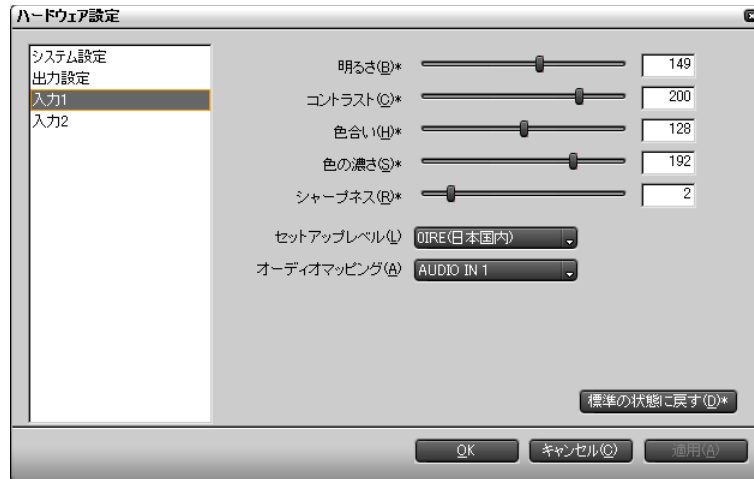 ハードウェア設定
システム設定
出力設定
入力1
入力2
明るさ(B)* 149
コントラスト(C)* 200
色合い(H)* 128
色の濃さ(S)* 192
シャープネス(R)* 2
セットアップレベル(L) 0IRE(日本国内)
オーディオマッピング(A) AUDIO IN 1
標準の状態に戻す(D)*
OK キャンセル(C) 適用(A)